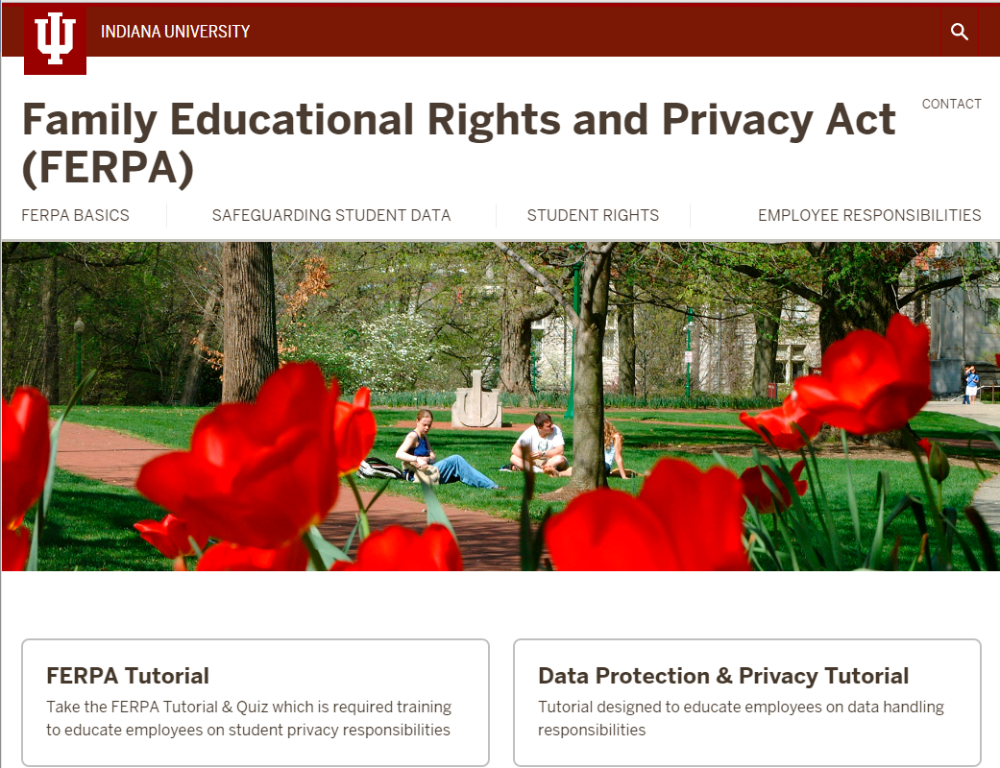 INDIANA UNIVERSITY
CONTACT
Family Educational Rights and Privacy Act
(FERPA)
FERPA BASICS
SAFEGUARDING STUDENT DATA
STUDENT RIGHTS
EMPLOYEE RESPONSIBILITIES
FERPA Tutorial
Take the FERPA Tutorial & Quiz which is required training
to educate employees on student privacy responsibilities
Data Protection & Privacy Tutorial
Tutorial designed to educate employees on data handling
responsibilities